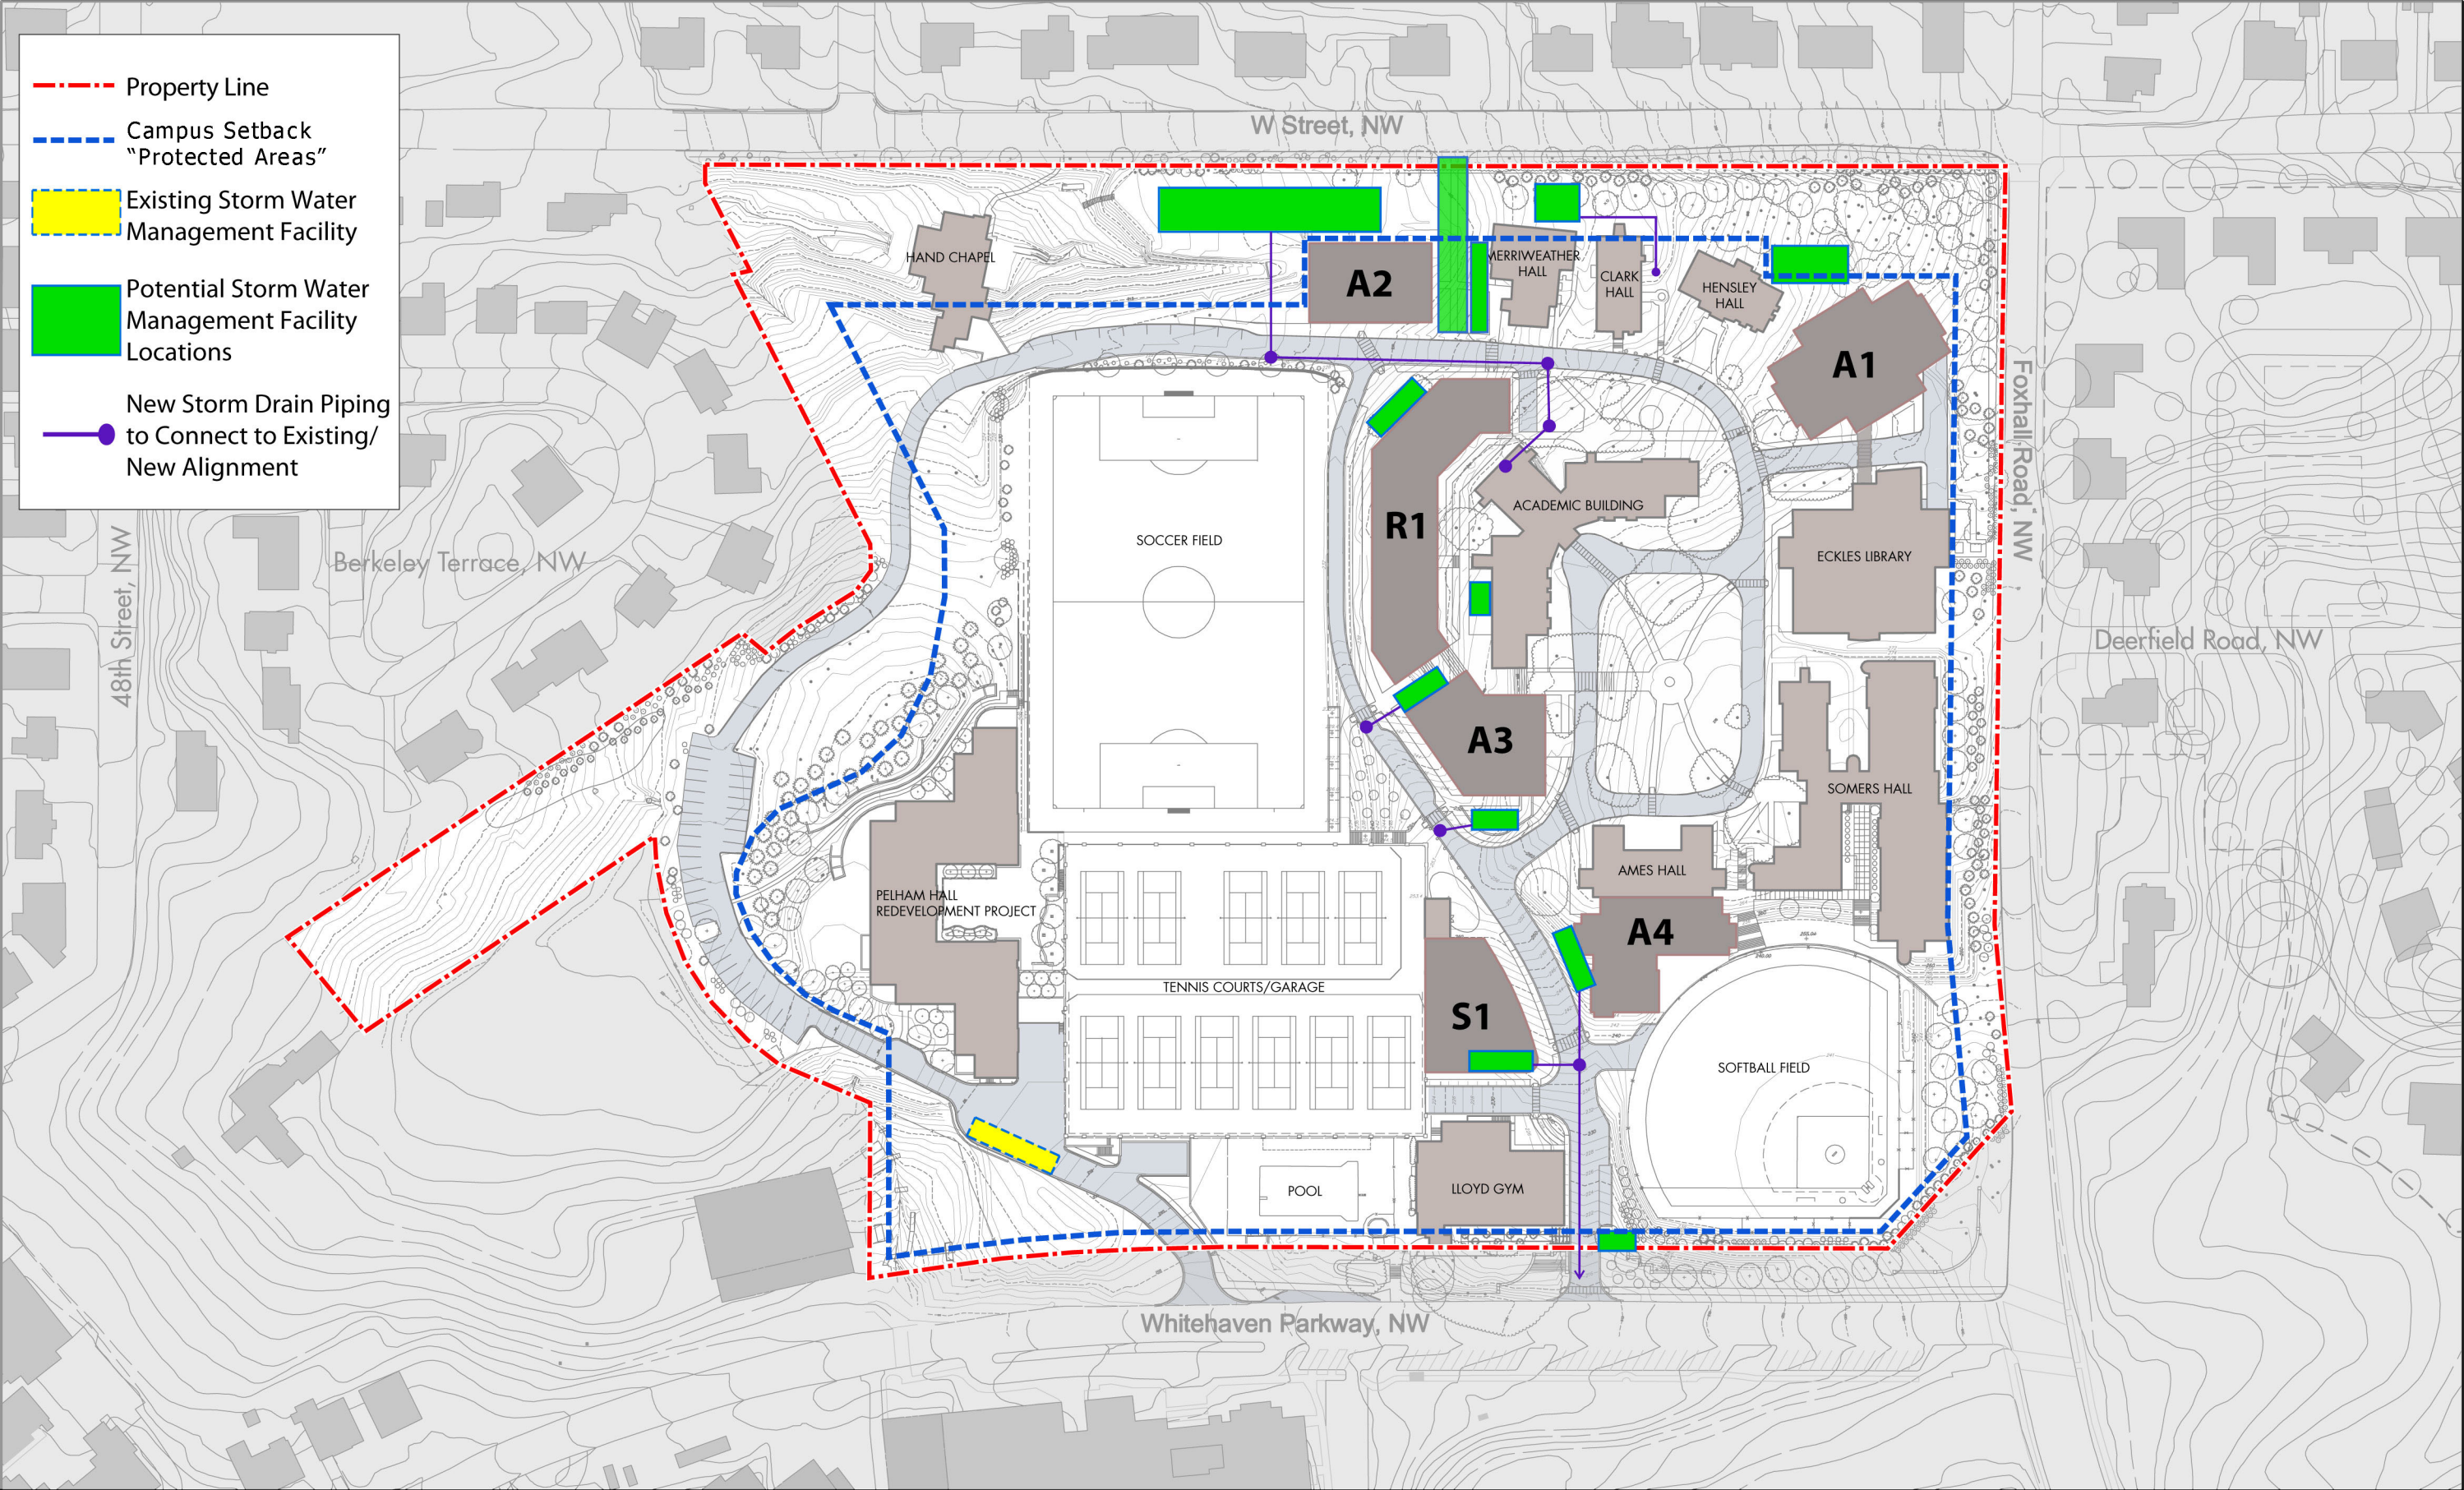 Property Line
Campus Setback
“Protected Areas”
Existing Storm Water
Management Facility
Potential Storm Water
Management Facility
Locations
New Storm Drain Piping
to Connect to Existing/
New Alignment
W Street, NW
HAND CHAPEL
A2
MERRIWEATHER
HALL
CLARK
HALL
HENSLEY
HALL
A1
Foxhall Road, NW
48th Street, NW
Berkeley Terrace, NW
SOCCER FIELD
R1
ACADEMIC BUILDING
ECKLES LIBRARY
Deerfield Road, NW
A3
SOMERS HALL
AMES HALL
PELHAM HALL
REDEVELOPMENT PROJECT
A4
TENNIS COURTS/GARAGE
S1
SOFTBALL FIELD
POOL
LLOYD GYM
Whitehaven Parkway, NW